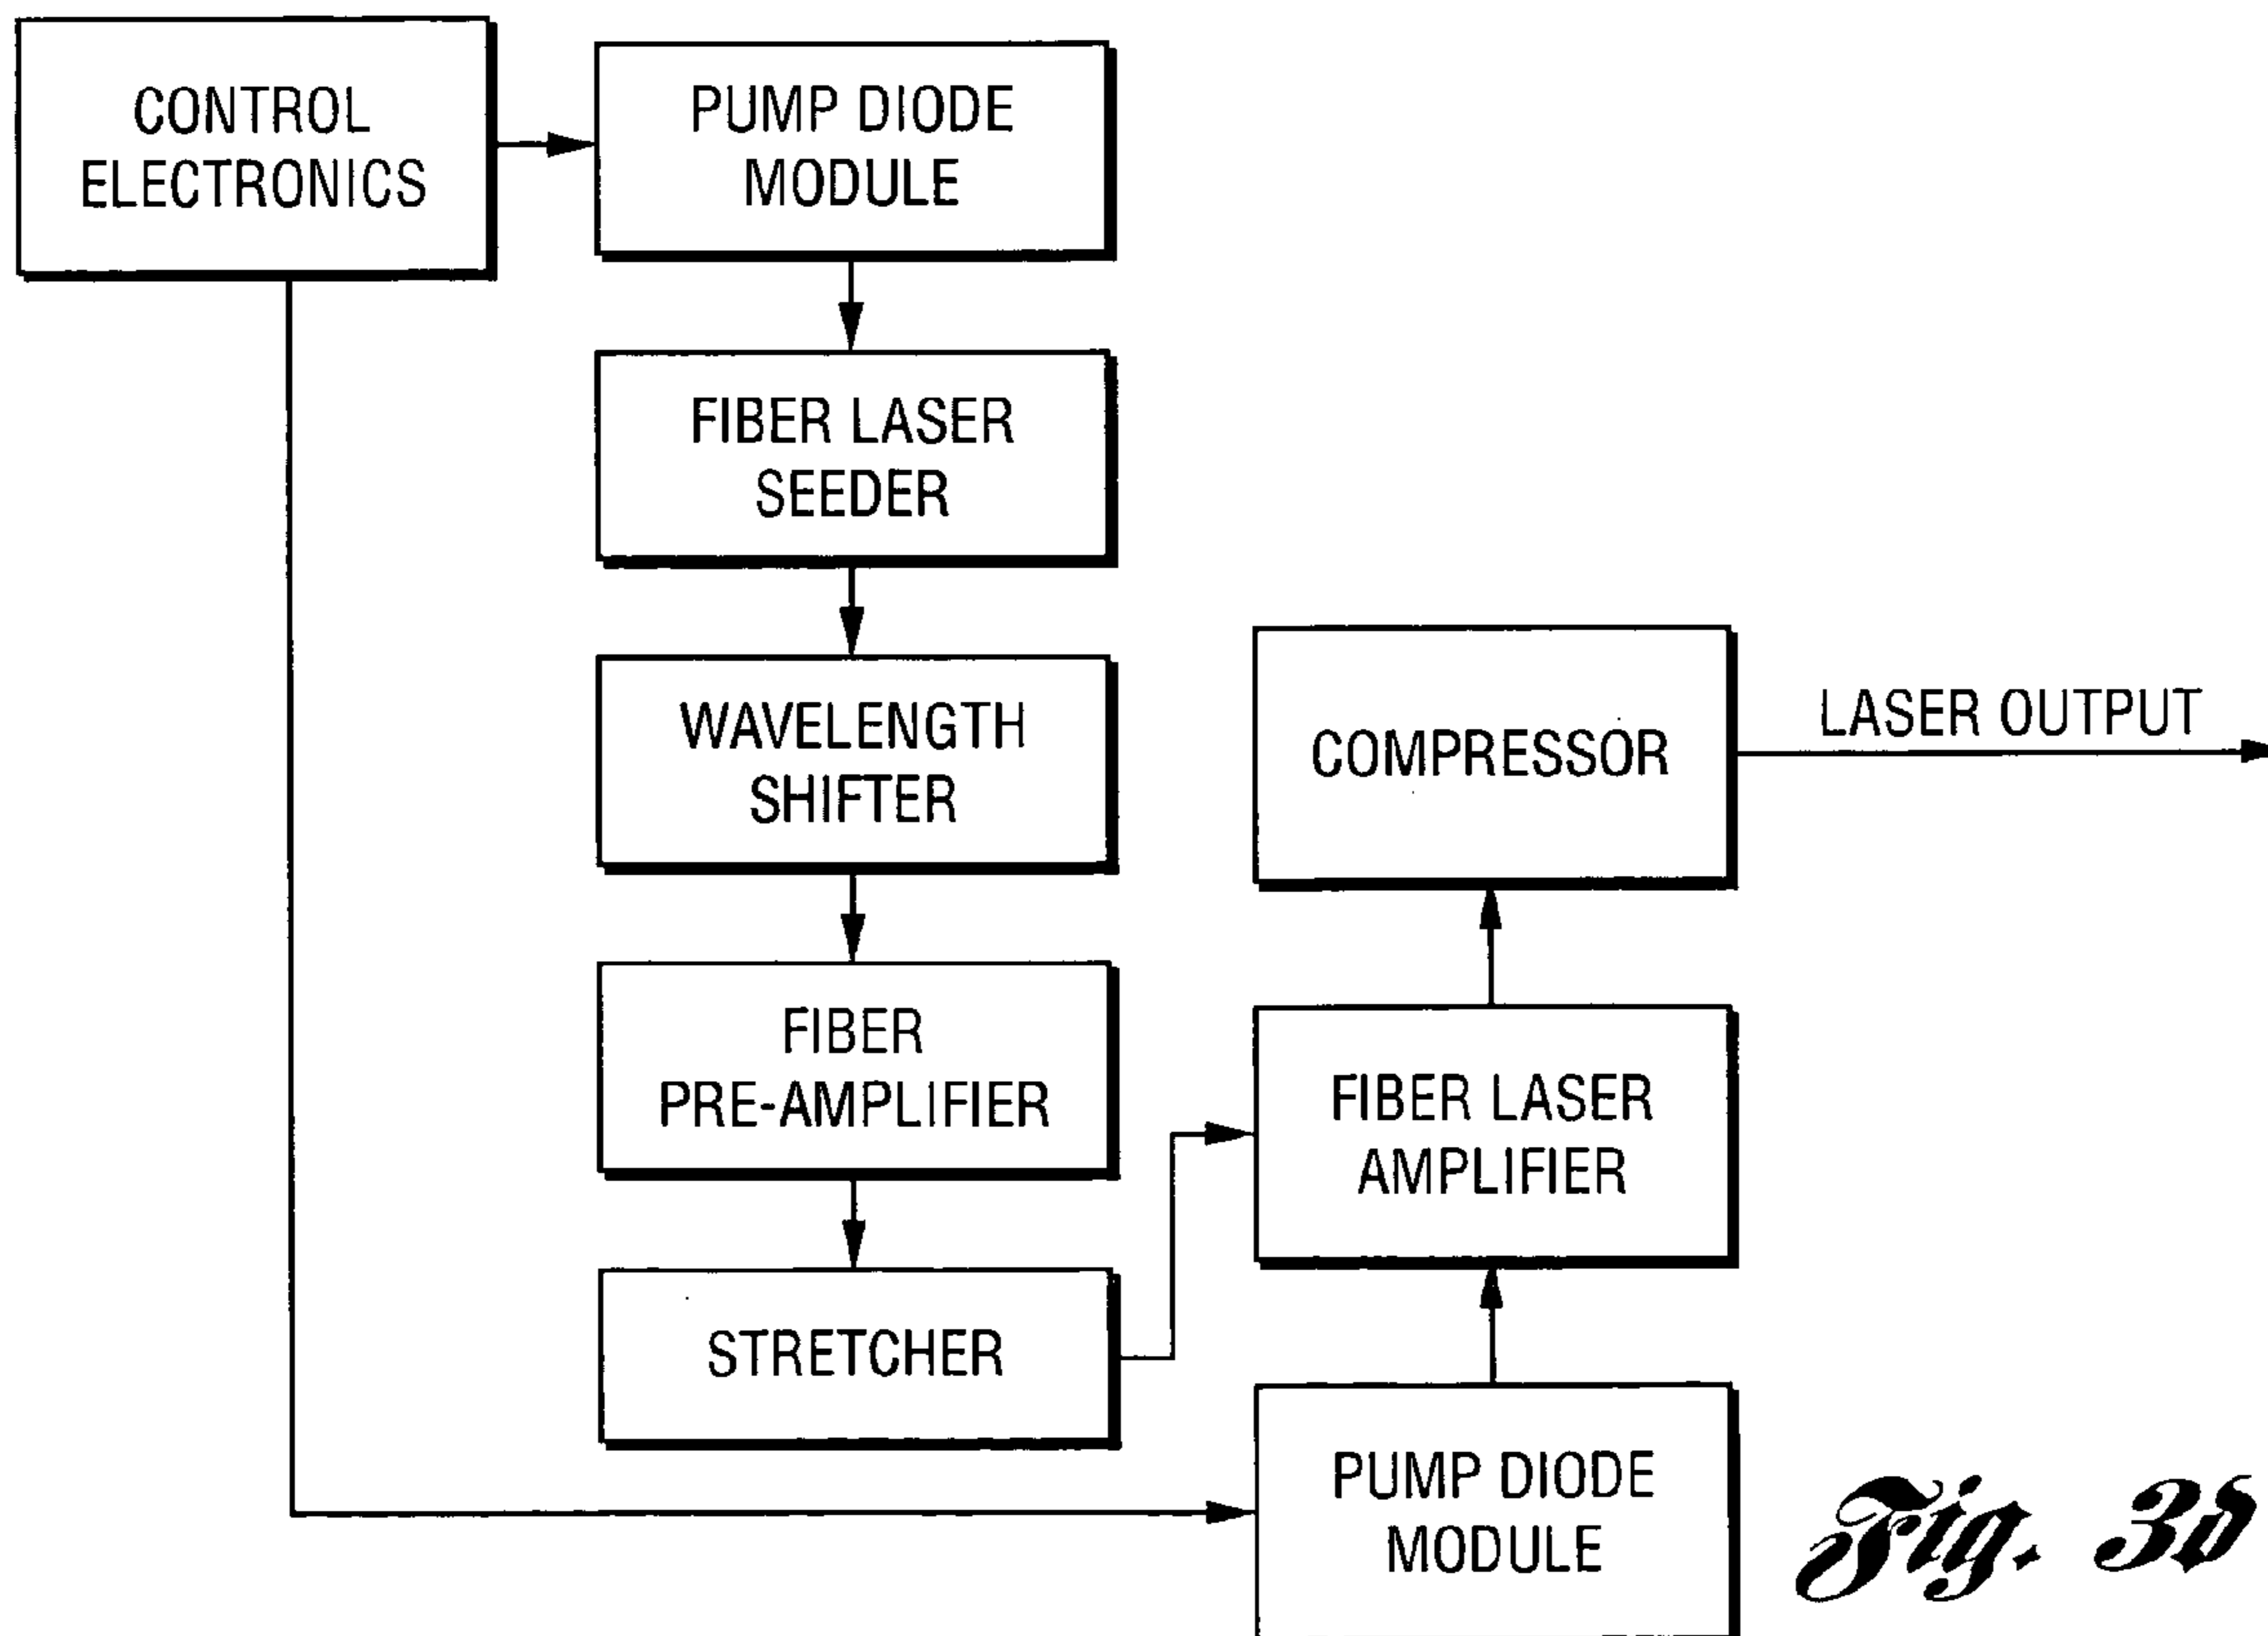 CONTROL
ELECTRONICS
PUMP DIODE
MODULE
FIBER LASER
SEEDER
WAVELENGTH
SHIFTER
FIBER
PRE-AMPLIFIER
STRETCHER
COMPRESSOR
LASER OUTPUT
FIBER LASER
AMPLIFIER
PUMP DIODE
MODULE
Fig.